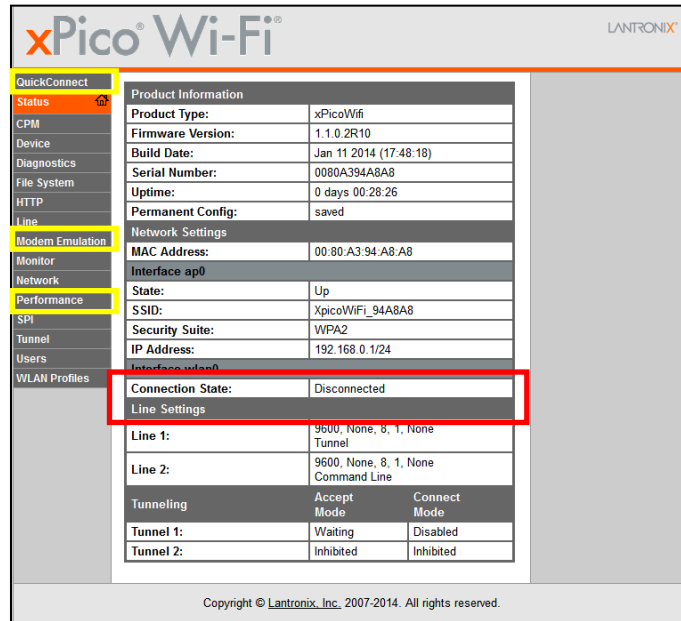 xPico® Wi-Fi®
LANTRONIX®
QuickConnect
Status
CPM
Device
Diagnostics
File System
HTTP
Line
Modem Emulation
Monitor
Network
Performance
SPI
Tunnel
Users
WLAN Profiles
Product Information
Product Type: xPicoWifi
Firmware Version: 1.1.0.2R10
Build Date: Jan 11 2014 (17:48:18)
Serial Number: 0080A394A8A8
Uptime: 0 days 00:28:26
Permanent Config: saved
Network Settings
MAC Address: 00:80:A3:94:A8:A8
Interface ap0
State: Up
SSID: XpicoWiFi_94A8A8
Security Suite: WPA2
IP Address: 192.168.0.1/24
Interface wlan0
Connection State: Disconnected
Line Settings
Line 1: 9600, None, 8, 1, None
Tunnel
Line 2: 9600, None, 8, 1, None
Command Line
Tunneling Accept Mode Connect Mode
Tunnel 1: Waiting Disabled
Tunnel 2: Inhibited Inhibited
Copyright © Lantronix, Inc. 2007-2014. All rights reserved.